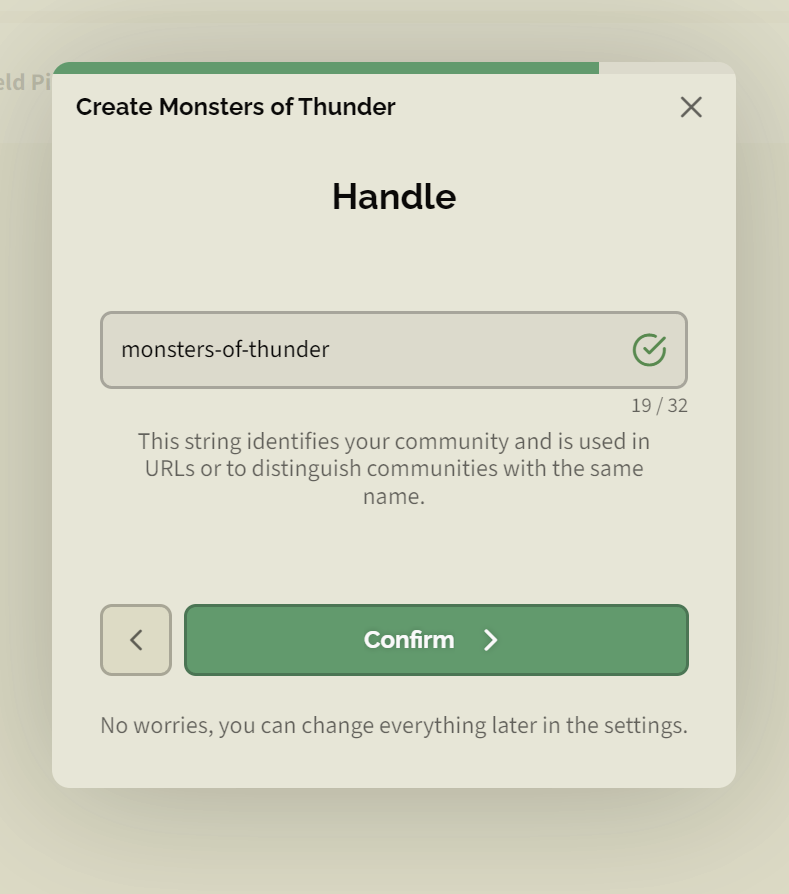 eld Pi
Create Monsters of Thunder
Handle
monsters-of-thunder
19 / 32
This string identifies your community and is used in
URLs or to distinguish communities with the same
name.
Confirm
No worries, you can change everything later in the settings.